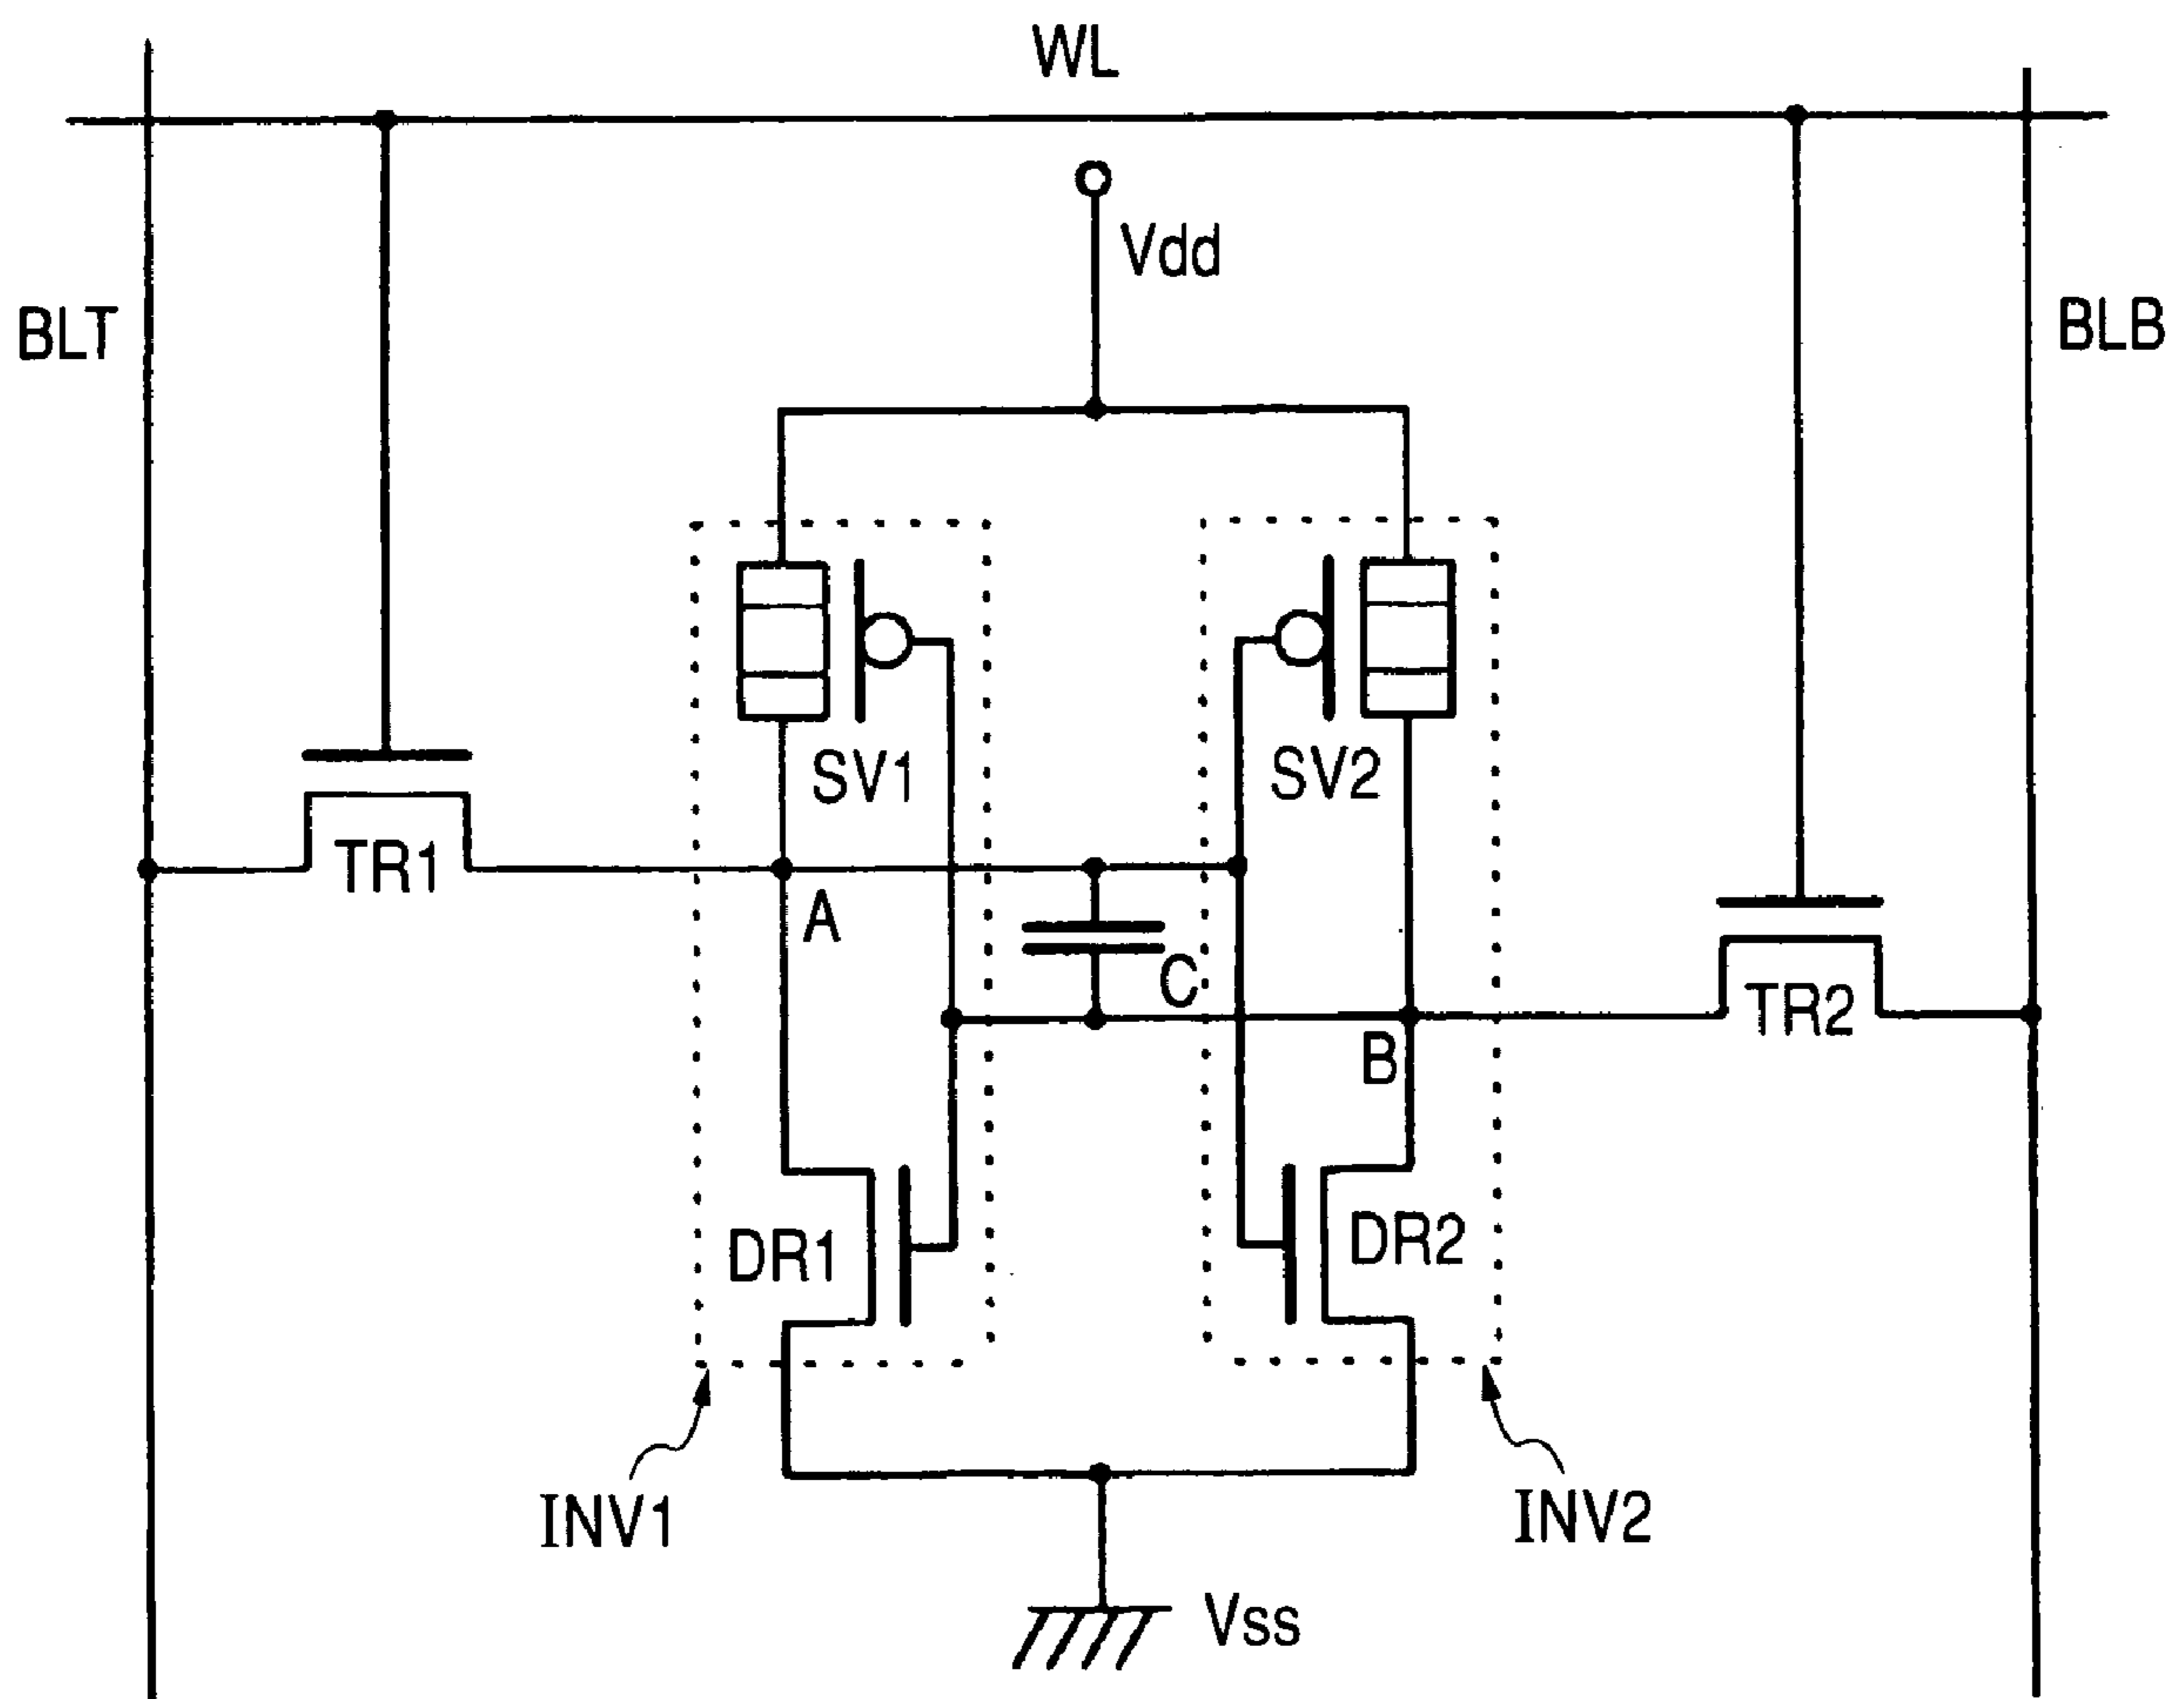 WL
Vdd
BLT
BLB
SV1
SV2
TR1
A
C
TR2
B
DR1
DR2
INV1
INV2
Vss